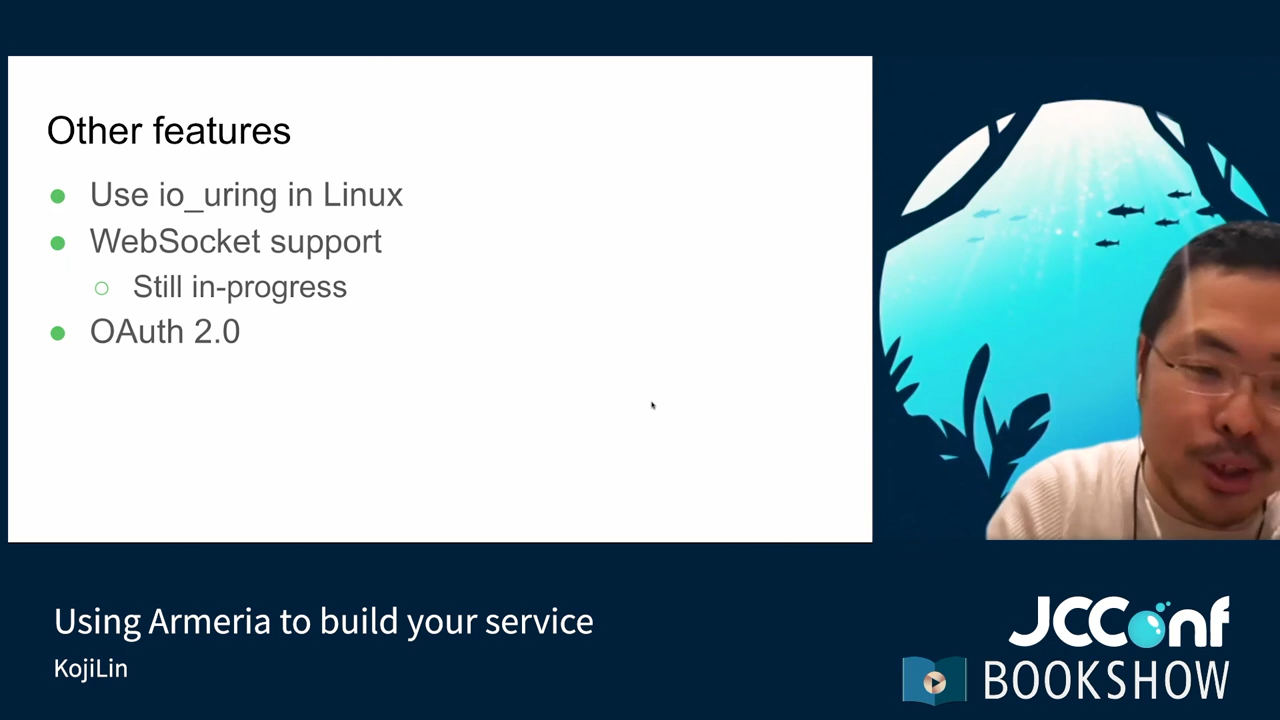 Other features
● Use io_uring in Linux
● WebSocket support
○ Still in-progress
● OAuth 2.0
Using Armeria to build your service
KojiLin
JCConf
BOOKSHOW